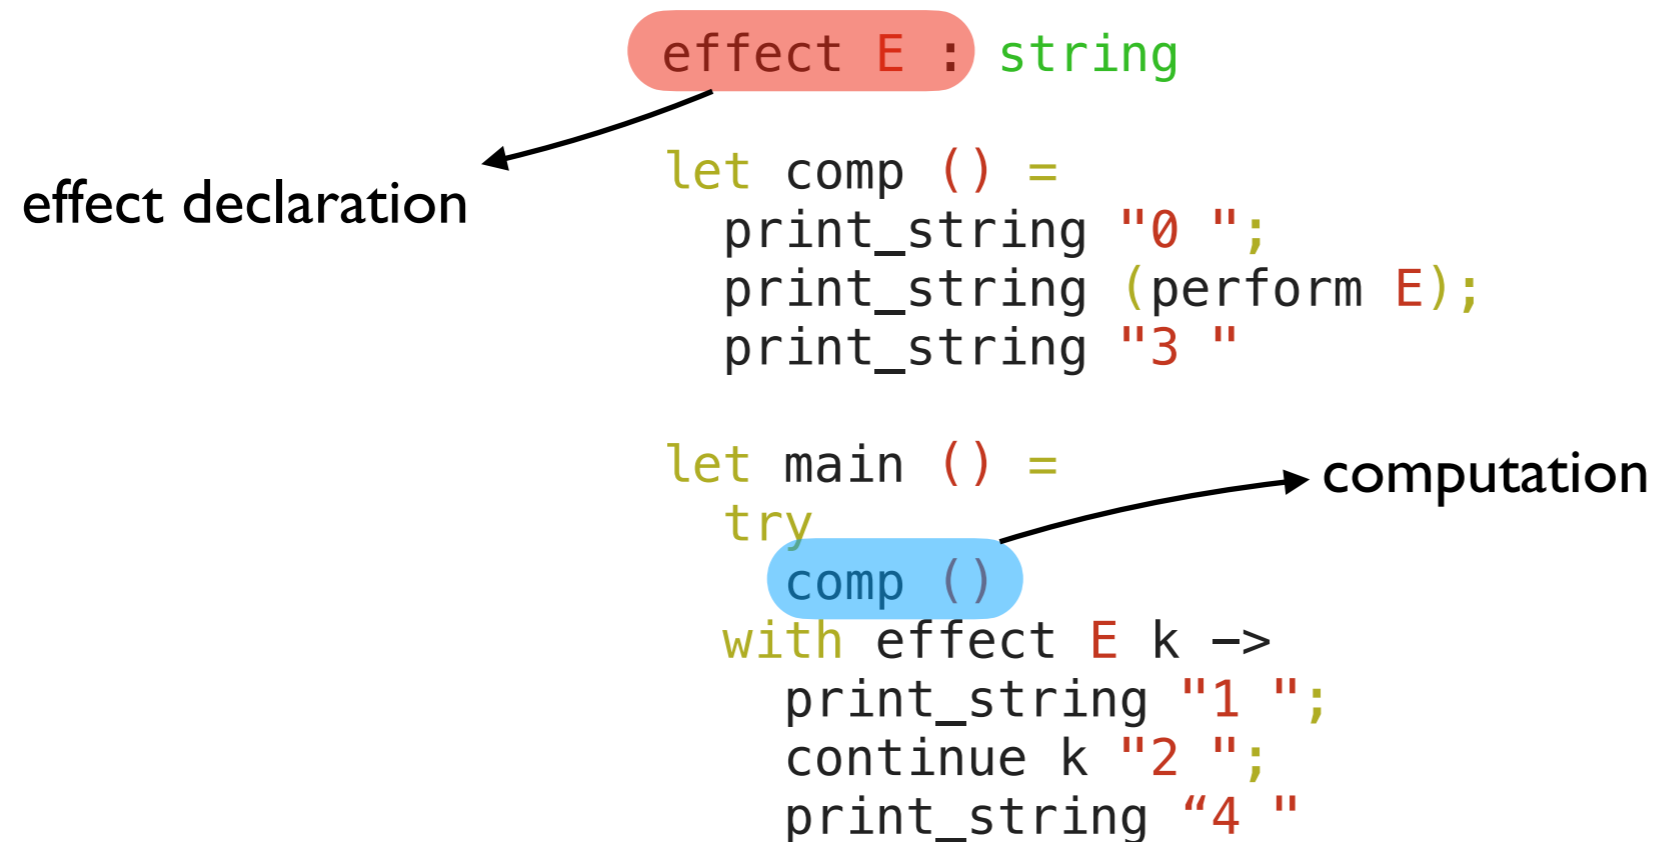 effect E : string
effect declaration
let comp () =
  print_string "0 ";
  print_string (perform E);
  print_string "3 "
let main () =
computation
  try
    comp ()
  with effect E k −>
    print_string "1 ";
    continue k "2 ";
    print_string “4 "